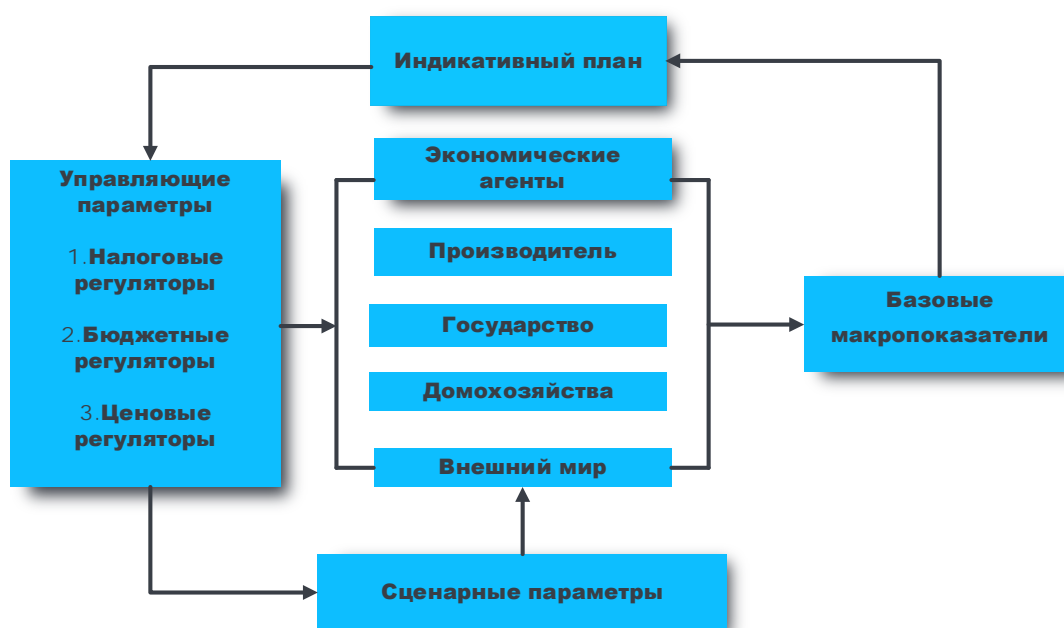 Индикативный план
Экономические
агенты
Управляющие
параметры
1.Налоговые
регуляторы
2.Бюджетные
регуляторы
3.Ценовые
регуляторы
Производитель
Государство
Домохозяйства
Внешний мир
Базовые
макропоказатели
Сценарные параметры